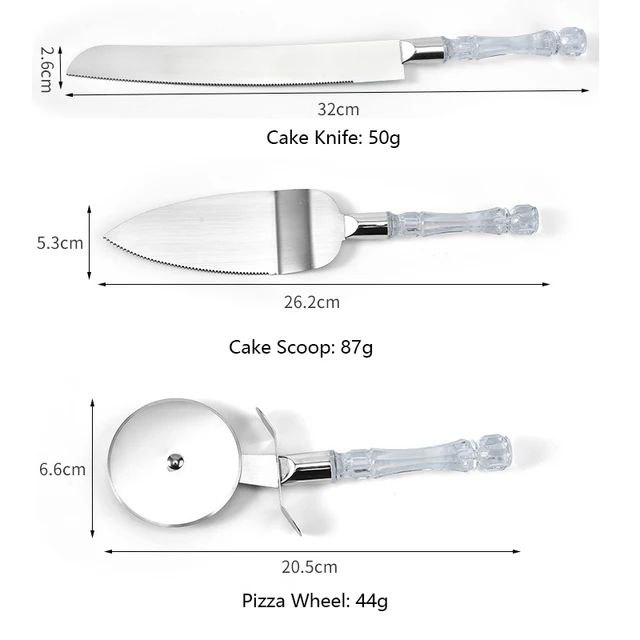 2.6cm
32cm
Cake Knife: 50g
5.3cm
26.2cm
Cake Scoop: 87g
6.6cm
20.5cm
Pizza Wheel: 44g